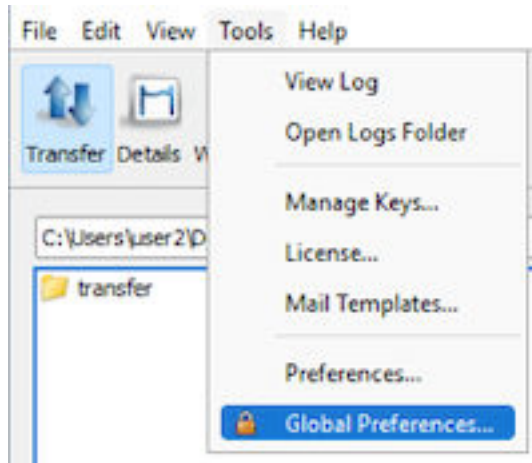 File Edit View Tools Help
View Log
Open Logs Folder
Transfer Details
Manage Keys...
C:\Users\user2\D
License...
transfer
Mail Templates...
Preferences...
Global Preferences...